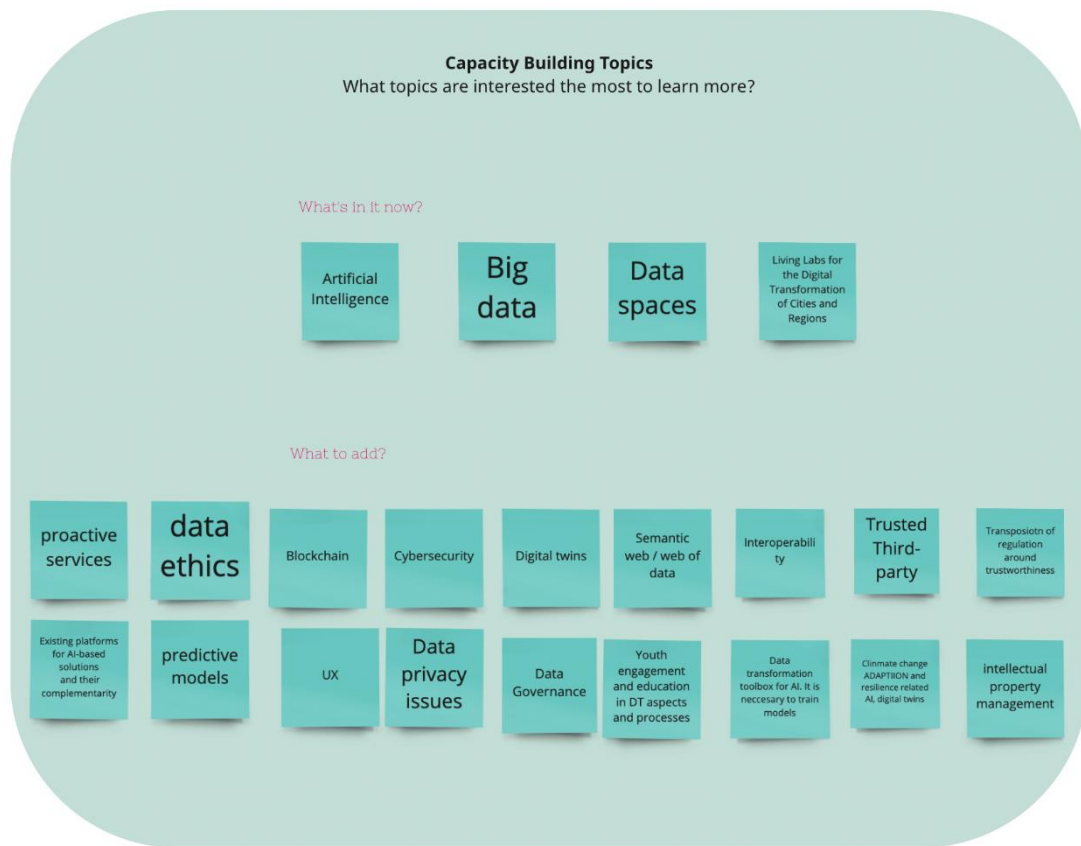 Capacity Building Topics
What topics are interested the most to learn more?
What's in it now?
Artificial
Intelligence
Big
data
Data
spaces
Living Labs for
the Digital
Transformation
of Cities and
Regions
What to add?
proactive
services
data
ethics
Blockchain
Cybersecurity
Digital twins
Semantic
web / web of
data
Interoperabili
ty
Trusted
Third-
party
Transposiotn of
regulation
around
trustworthiness
Existing platforms
for AI-based
solutions
and their
complementarity
predictive
models
UX
Data
privacy
issues
Data
Governance
Youth
engagement
and education
in DT aspects
and processes
Data
transformation
toolbox for AI. It is
neccesary to train
models
Clinmate change
ADAPTIION and
resilience related
AI, digital twins
intellectual
property
management